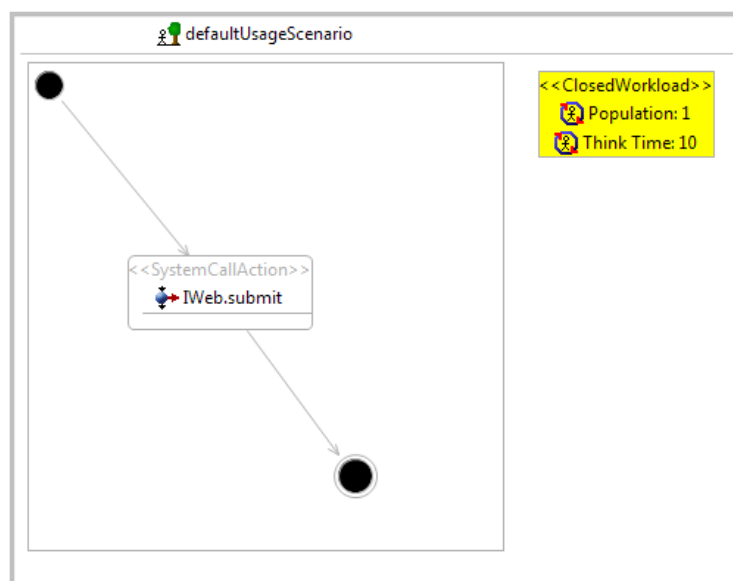 defaultUsageScenario
<<ClosedWorkload>>
Population: 1
Think Time: 10
<<SystemCallAction>>
IWeb.submit